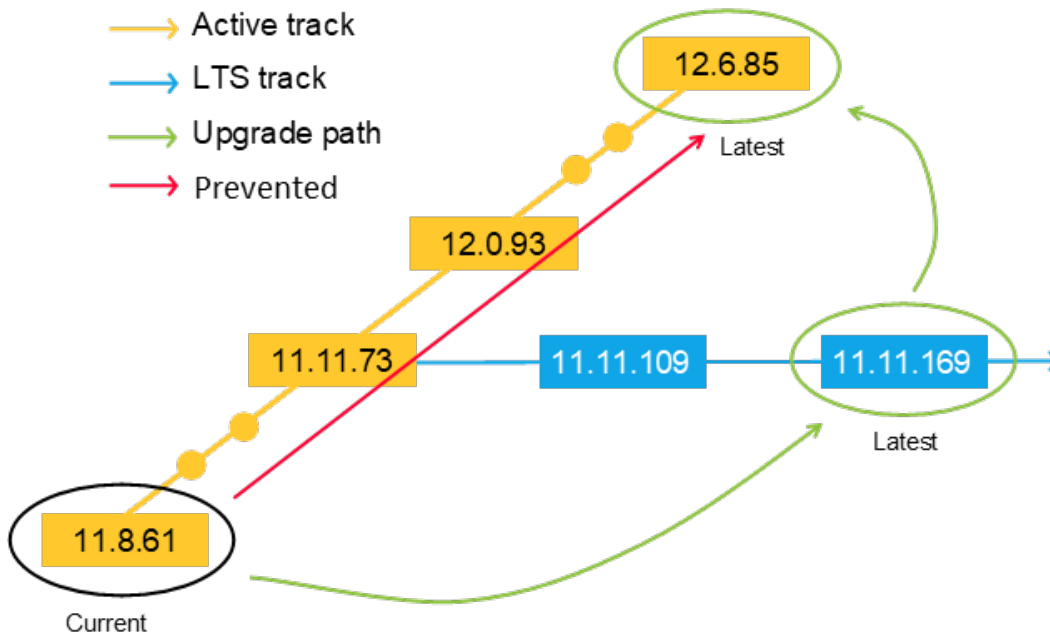 Active track
LTS track
Upgrade path
Prevented
12.6.85
Latest
12.0.93
11.11.73
11.11.109
11.11.169
Latest
11.8.61
Current